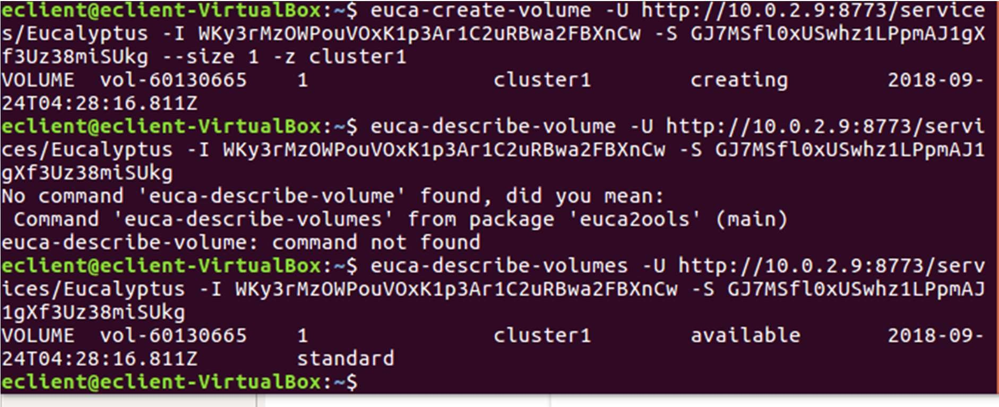 eclient@eclient-VirtualBox:~$ euca-create-volume -U http://10.0.2.9:8773/service
s/Eucalyptus -I WKy3rMzOWPouVOxK1p3Ar1C2uRBwa2FBXnCw -S GJ7MSfl0xUSwhz1LPpmAJ1gX
f3Uz38miSUkg --size 1 -z cluster1
VOLUME  vol-60130665    1               cluster1        creating        2018-09-
24T04:28:16.811Z
eclient@eclient-VirtualBox:~$ euca-describe-volume -U http://10.0.2.9:8773/servi
ces/Eucalyptus -I WKy3rMzOWPouVOxK1p3Ar1C2uRBwa2FBXnCw -S GJ7MSfl0xUSwhz1LPpmAJ1
gXf3Uz38miSUkg
No command 'euca-describe-volume' found, did you mean:
 Command 'euca-describe-volumes' from package 'euca2ools' (main)
euca-describe-volume: command not found
eclient@eclient-VirtualBox:~$ euca-describe-volumes -U http://10.0.2.9:8773/serv
ices/Eucalyptus -I WKy3rMzOWPouVOxK1p3Ar1C2uRBwa2FBXnCw -S GJ7MSfl0xUSwhz1LPpmAJ
1gXf3Uz38miSUkg
VOLUME  vol-60130665    1               cluster1        available       2018-09-
24T04:28:16.811Z        standard
eclient@eclient-VirtualBox:~$